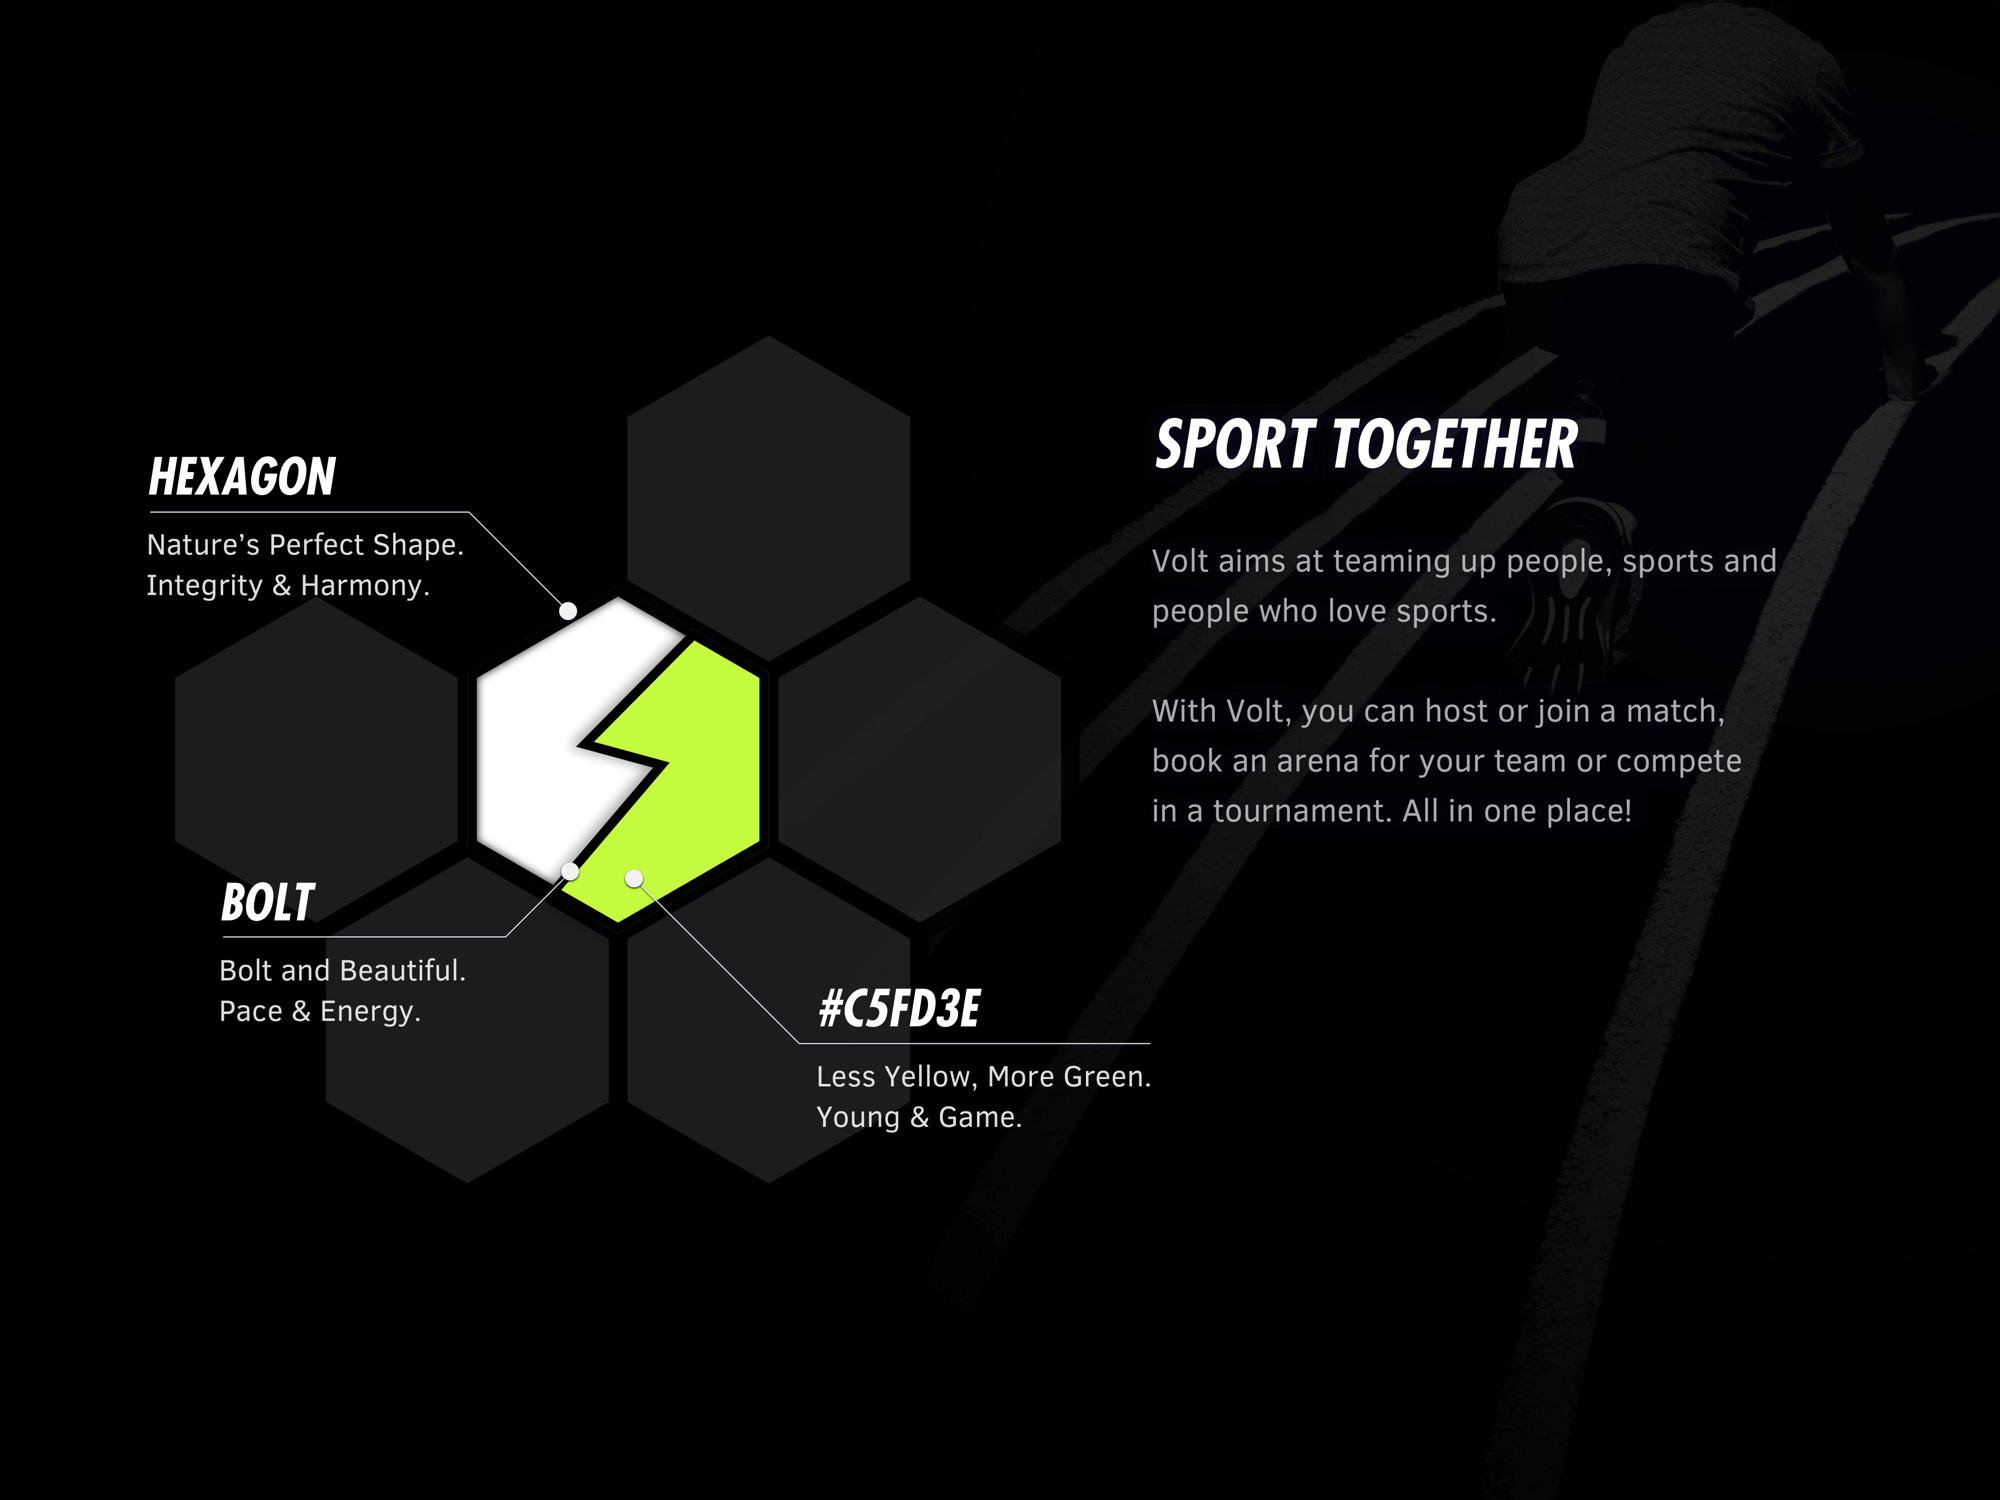 HEXAGON
Nature’s Perfect Shape.
Integrity & Harmony.
BOLT
Bolt and Beautiful.
Pace & Energy.
#C5FD3E
Less Yellow, More Green.
Young & Game.
SPORT TOGETHER
Volt aims at teaming up people, sports and
people who love sports.
With Volt, you can host or join a match,
book an arena for your team or compete
in a tournament. All in one place!